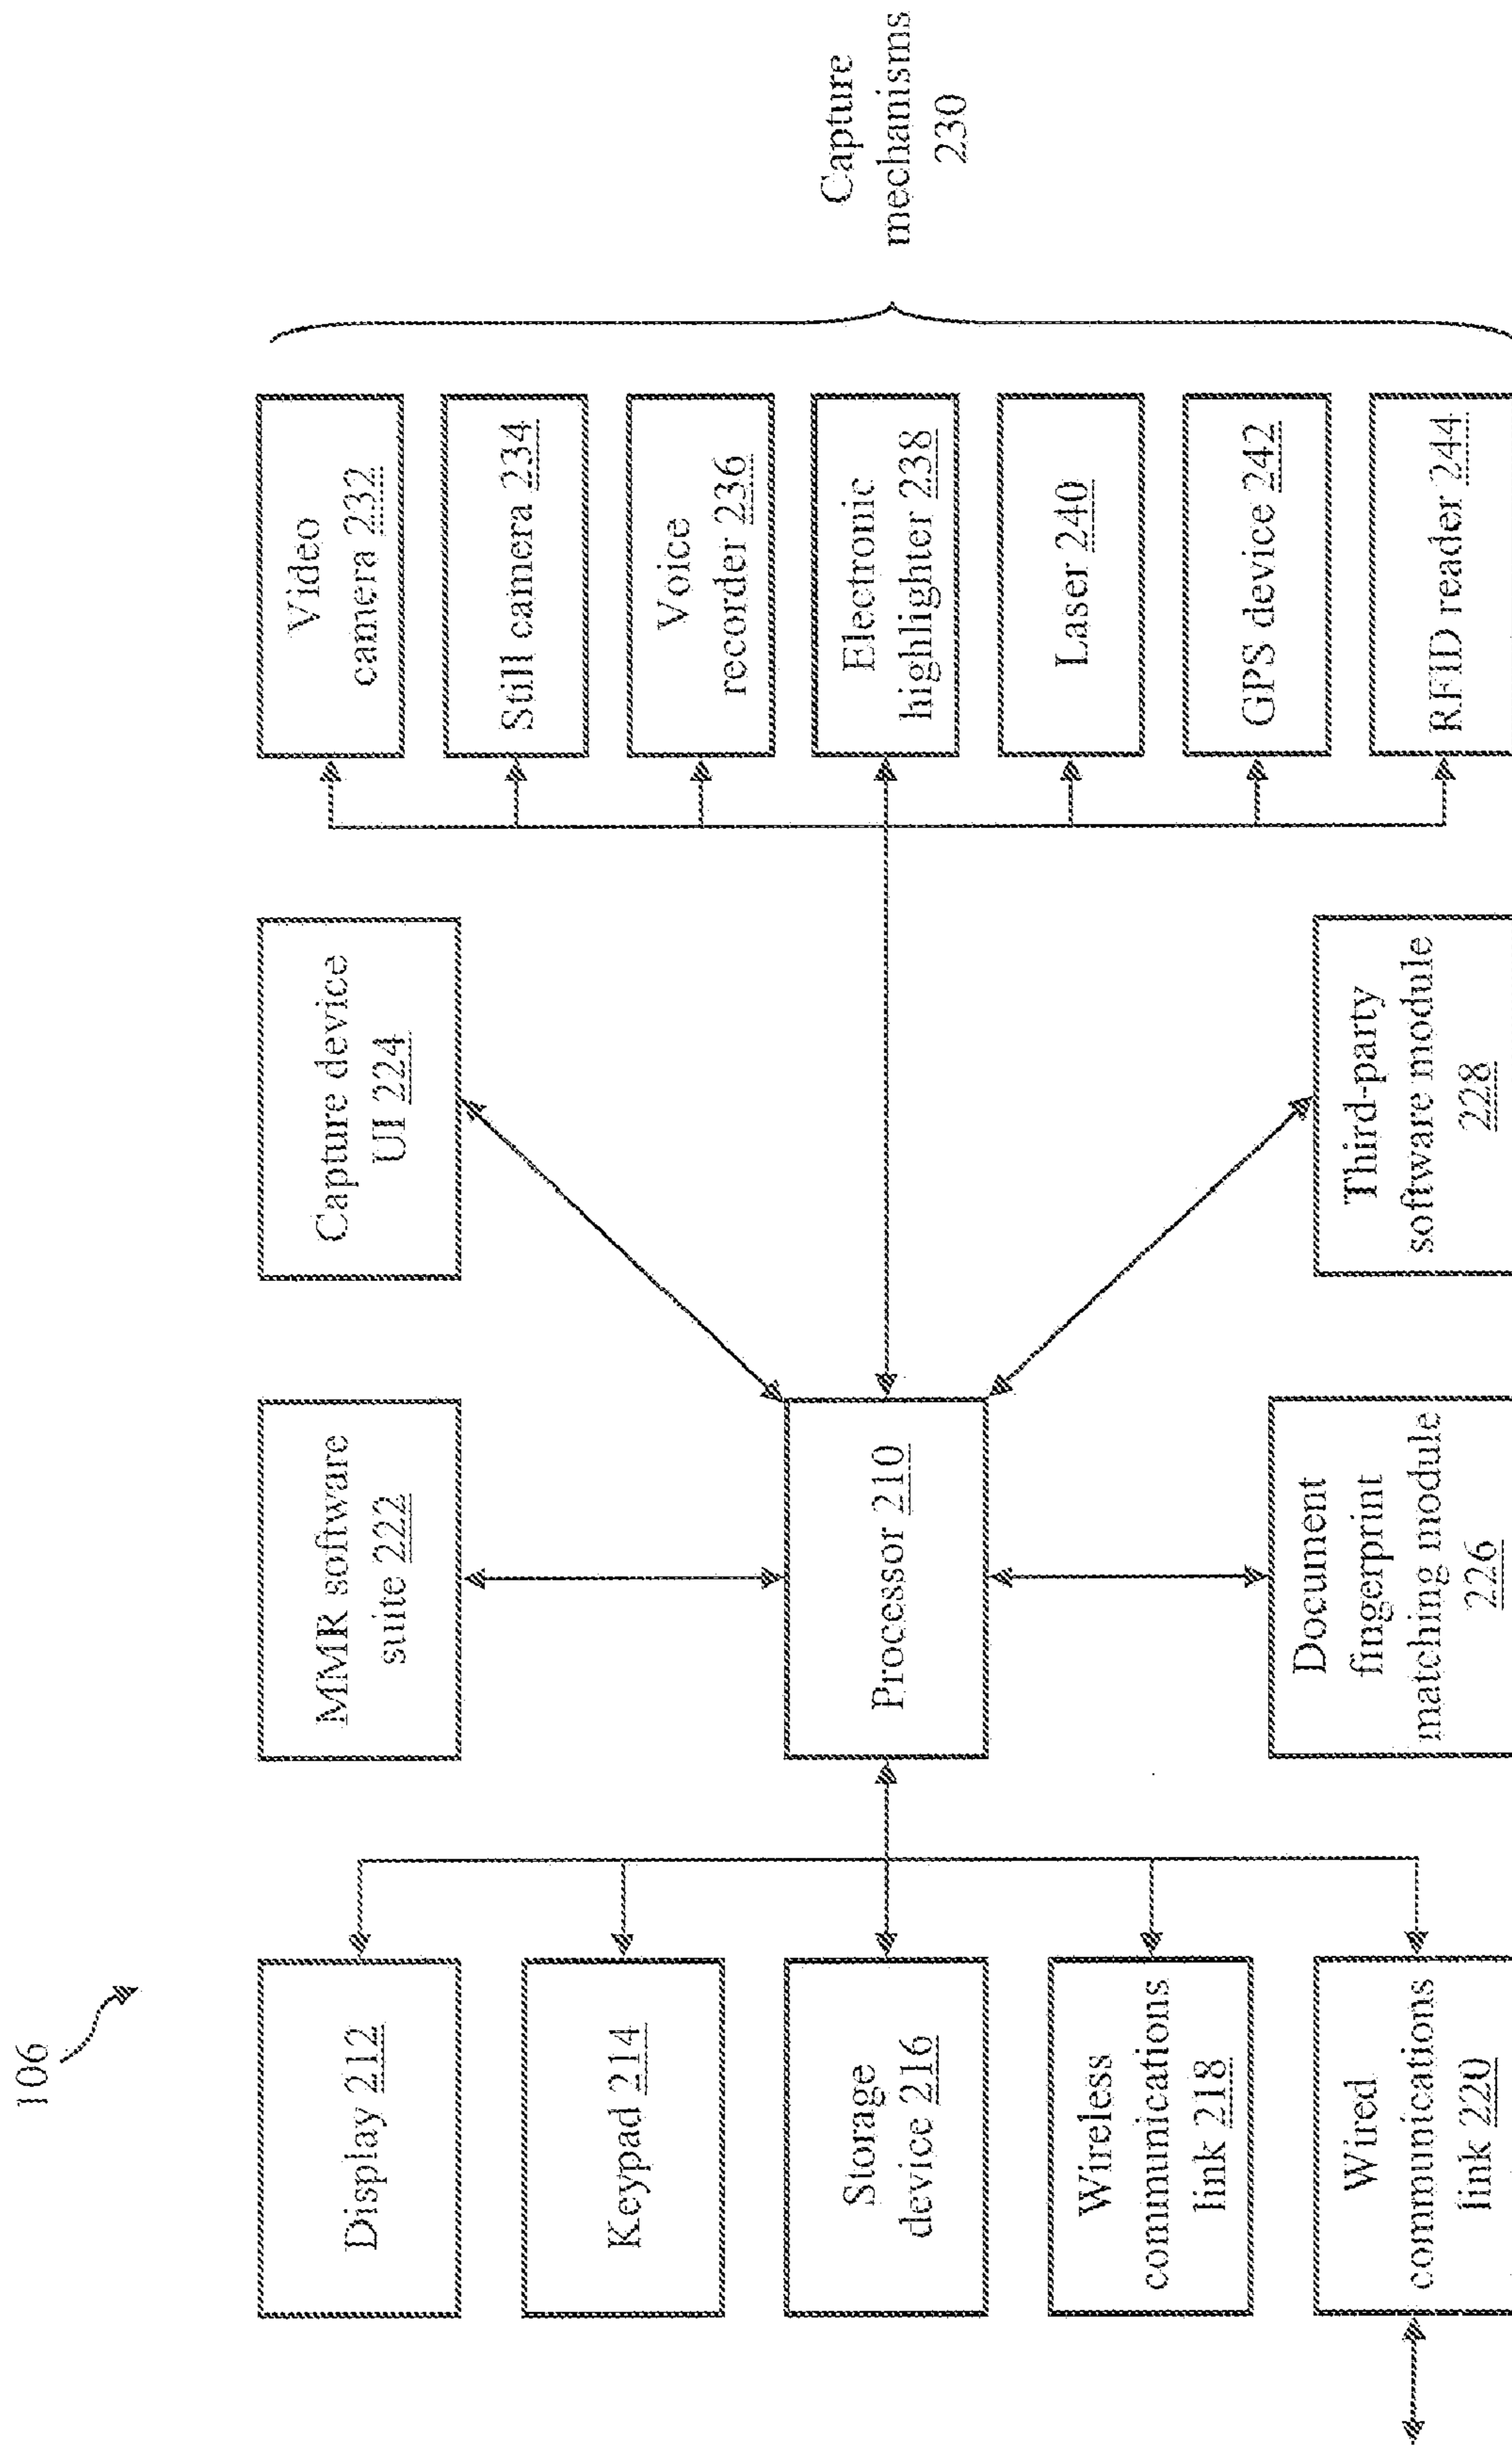 106
Display 212
Keypad 214
Storage
device 216
Wireless
communications
link 218
Wired
communications
link 220
MMR software
suite 222
Processor 210
Document
fingerprint
matching module
226
Capture device
UI 224
Third-party
software module
228
Video
camera 232
Still camera 234
Voice
recorder 236
Electronic
highlighter 238
Laser 240
GPS device 242
RFID reader 244
Capture
mechanisms
230